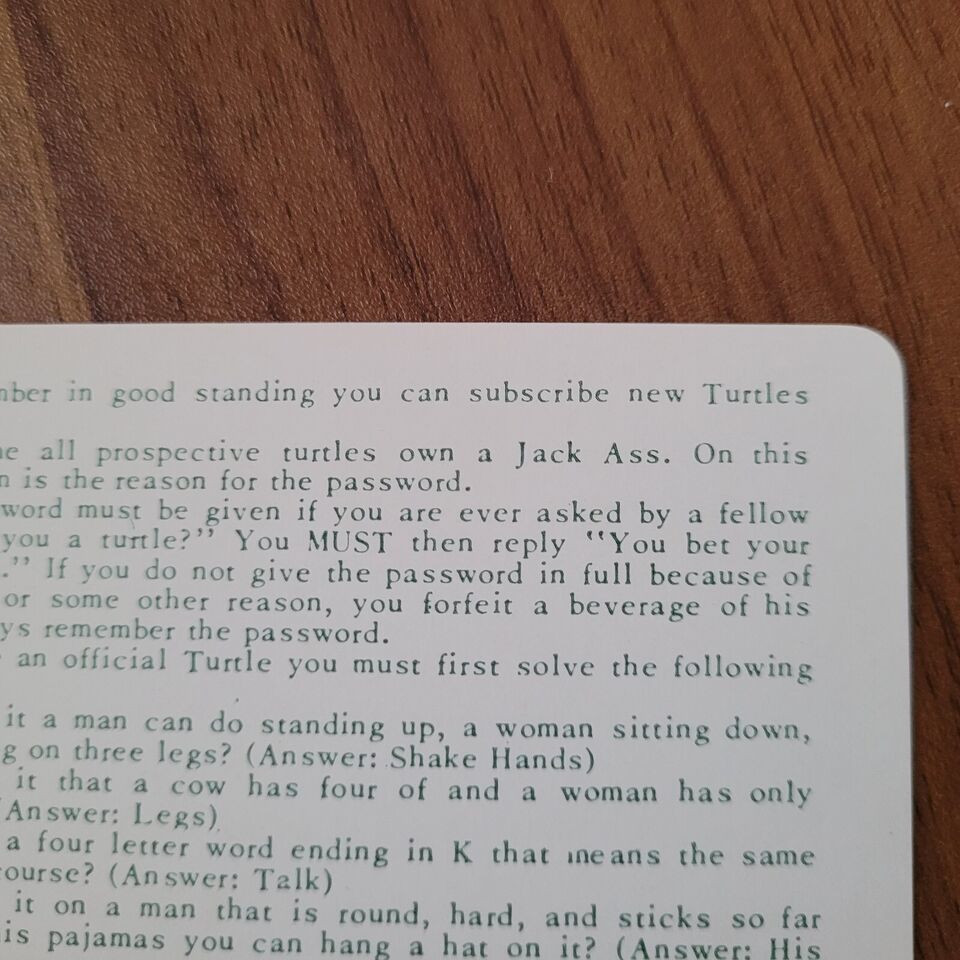 in good standing you can subscribe new Turtles
all prospective turtles own a Jack Ass. On this
is the reason for the password.
word must be given if you are ever asked by a fellow
you a turtle?” You MUST then reply “You bet your
.” If you do not give the password in full because of
or some other reason, you forfeit a beverage of his
remember the password.
an official Turtle you must first solve the following
it a man can do standing up, a woman sitting down,
on three legs? (Answer: Shake Hands)
it that a cow has four of and a woman has only
(Answer: Legs)
a four letter word ending in K that means the same
course? (Answer: Talk)
it on a man that is round, hard, and sticks so far
pajamas you can hang a hat on it? (Answer: His